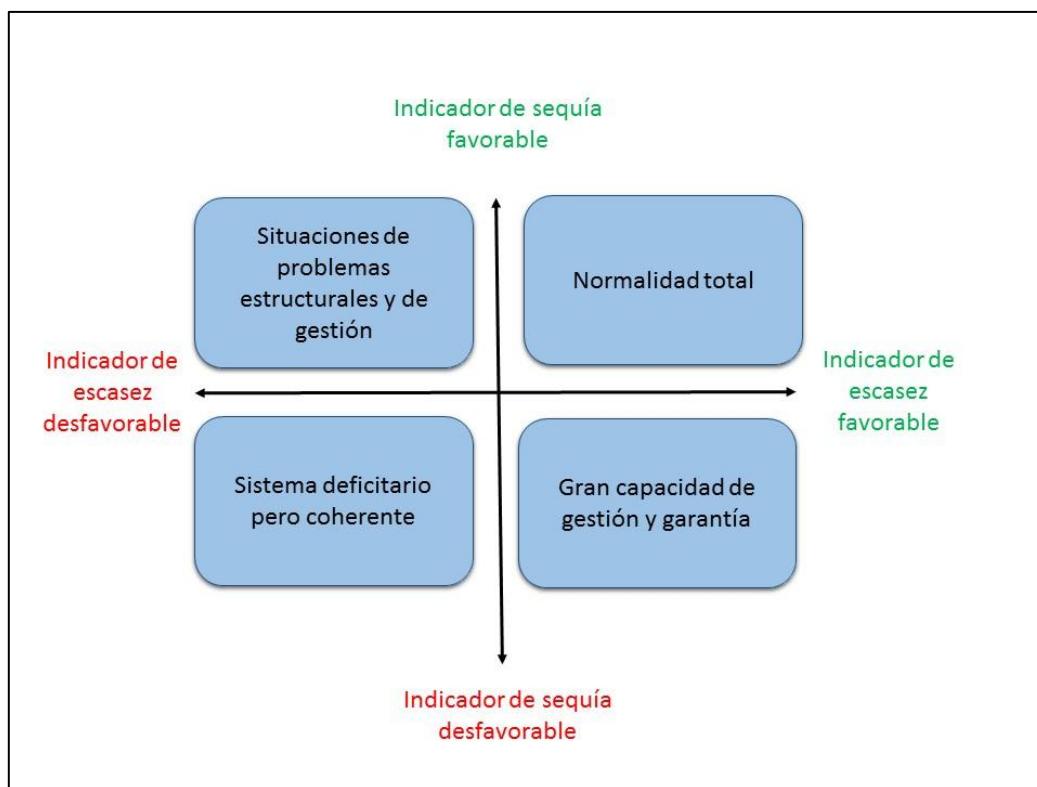 Indicador de sequía
favorable
Situaciones de
problemas
estructurales y de
gestión
Normalidad total
Indicador de
escasez
desfavorable
Indicador de
escasez
favorable
Sistema deficitario
pero coherente
Gran capacidad de
gestión y garantía
Indicador de sequía
desfavorable